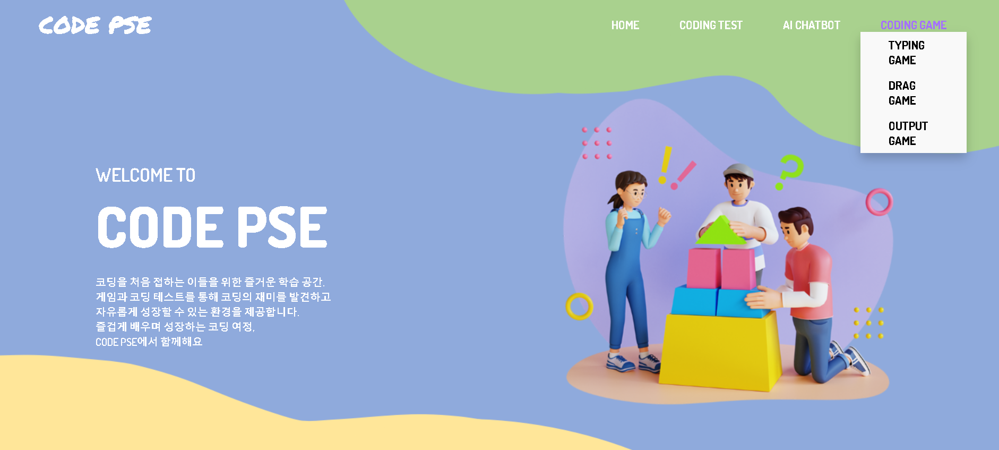 CODE PSE
HOME
CODING TEST
AI CHATBOT
CODING GAME
TYPING
GAME
DRAG
GAME
OUTPUT
GAME
WELCOME TO
CODE PSE
코딩을 처음 접하는 이들을 위한 즐거운 학습 공간.
게임과 코딩 테스트를 통해 코딩의 재미를 발견하고
자유롭게 성장할 수 있는 환경을 제공합니다.
즐겁게 배우며 성장하는 코딩 여정,
CODE PSE에서 함께해요